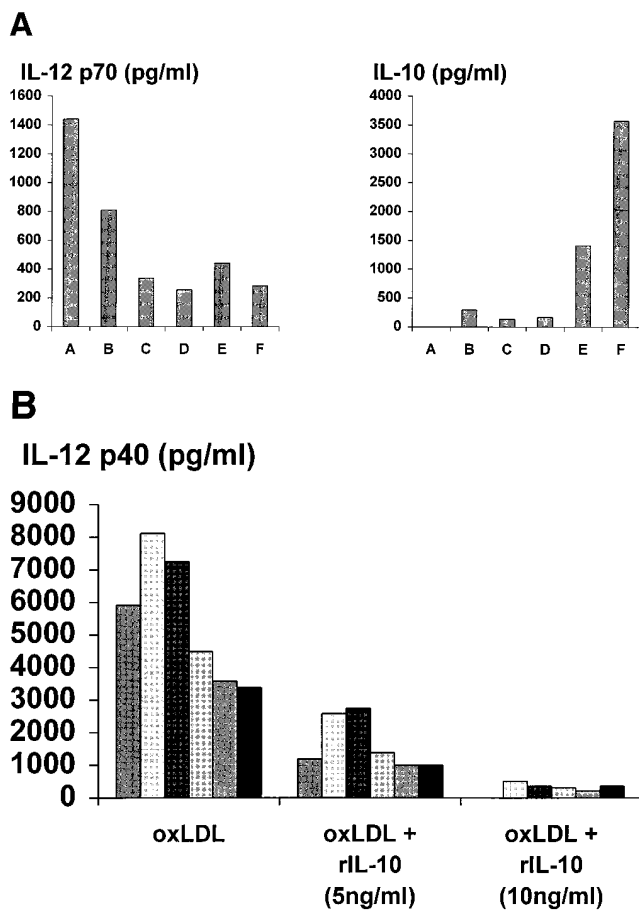 A
IL-12 p70 (pg/ml)
1600
1400
1200
1000
800
600
400
200
0
A B C D E F
IL-10 (pg/ml)
4000
3500
3000
2500
2000
1500
1000
500
0
A B C D E F
B
IL-12 p40 (pg/ml)
9000
8000
7000
6000
5000
4000
3000
2000
1000
0
oxLDL
oxLDL +
rIL-10
(5ng/ml)
oxLDL +
rIL-10
(10ng/ml)